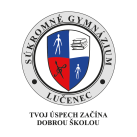 SÚKROMNÉ GYMNÁZIUM
LUČENEC
TVOJ ÚSPECH ZAČÍNA
DOBROU ŠKOLOU